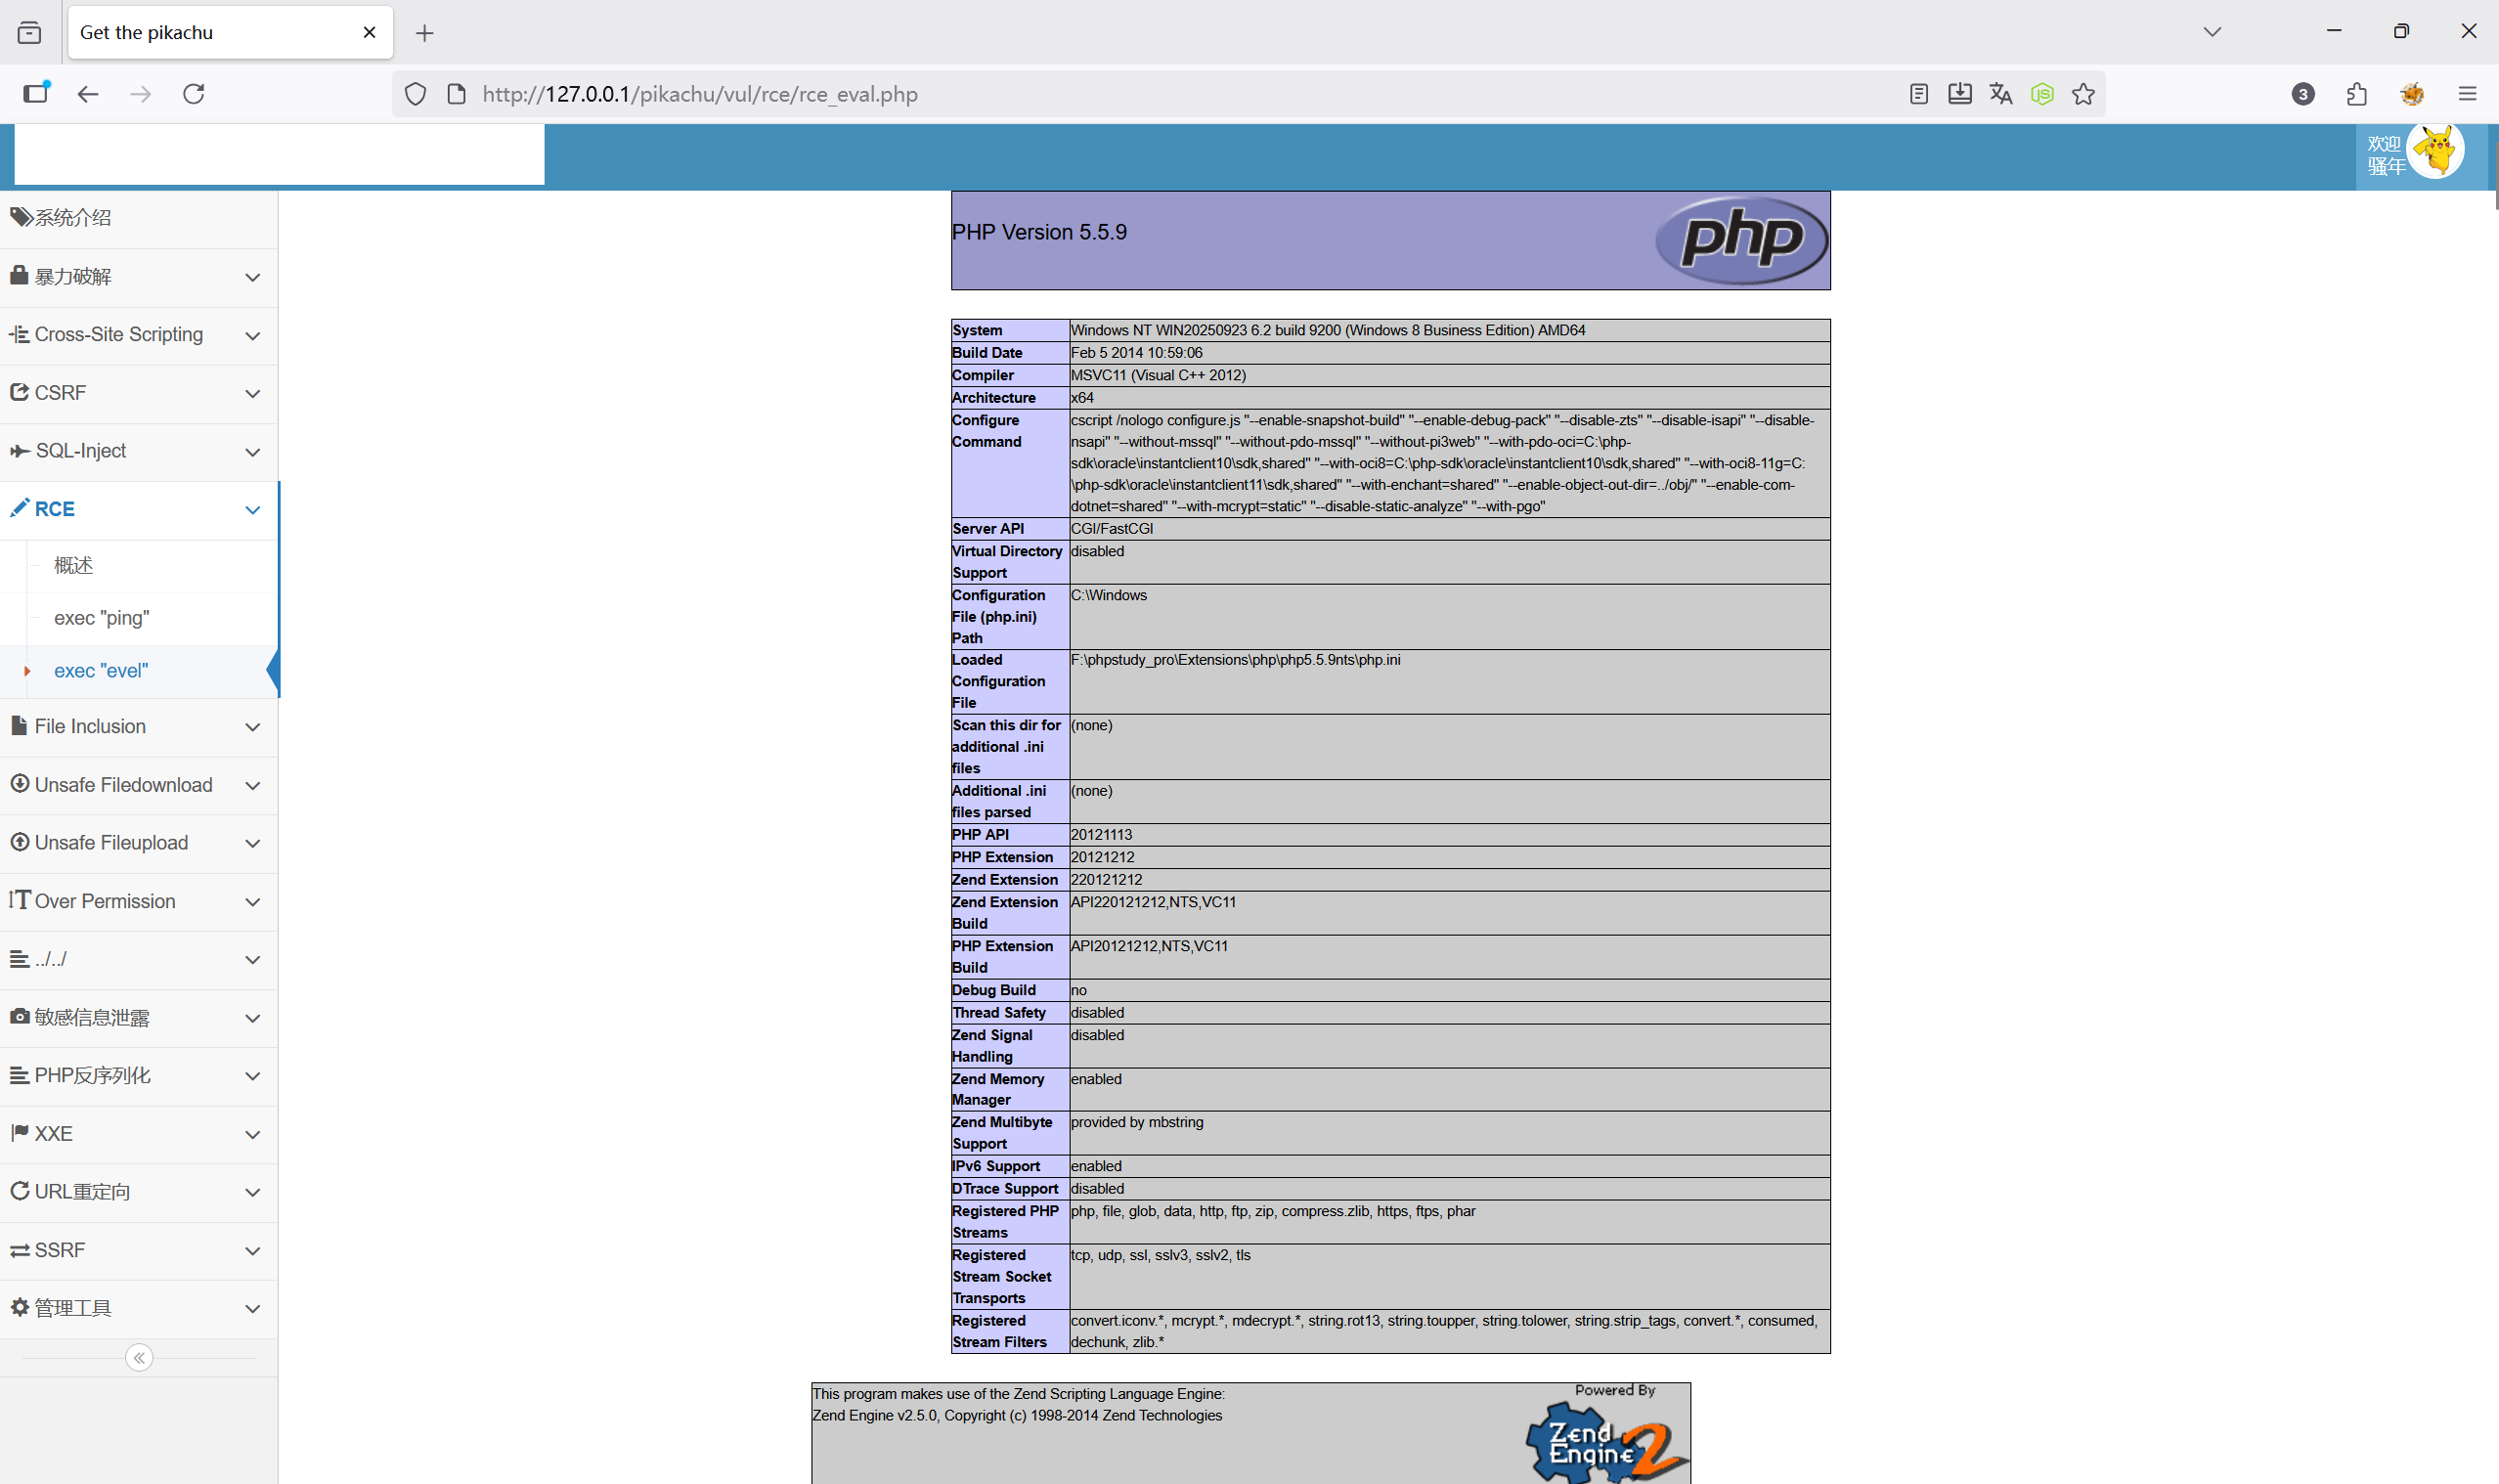 Get the pikachu
http://127.0.0.1/pikachu/vul/rce/rce_eval.php
JS
3
欢迎
骚年
系统介绍
暴力破解
Cross-Site Scripting
CSRF
SQL-Inject
RCE
概述
exec "ping"
exec "evel"
File Inclusion
Unsafe Filedownload
Unsafe Fileupload
Over Permission
../../
敏感信息泄露
PHP反序列化
XXE
URL重定向
SSRF
管理工具
PHP Version 5.5.9
php
System Windows NT WIN20250923 6.2 build 9200 (Windows 8 Business Edition) AMD64
Build Date Feb 5 2014 10:59:06
Compiler MSVC11 (Visual C++ 2012)
Architecture x64
Configure cscript /nologo configure.js "--enable-snapshot-build" "--enable-debug-pack" "--disable-zts" "--disable-isapi" "--disable-
Command nsapi" "--without-mssql" "--without-pdo-mssql" "--without-pi3web" "--with-pdo-oci=C:\php-
sdk\oracle\instantclient10\sdk,shared" "--with-oci8=C:\php-sdk\oracle\instantclient10\sdk,shared" "--with-oci8-11g=C:
\php-sdk\oracle\instantclient11\sdk,shared" "--with-enchant=shared" "--enable-object-out-dir=../obj/" "--enable-com-
dotnet=shared" "--with-mcrypt=static" "--disable-static-analyze" "--with-pgo"
Server API CGI/FastCGI
Virtual Directory disabled
Support
Configuration C:\Windows
File (php.ini)
Path
Loaded F:\phpstudy_pro\Extensions\php\php5.5.9nts\php.ini
Configuration
File
Scan this dir for (none)
additional .ini
files
Additional .ini (none)
files parsed
PHP API 20121113
PHP Extension 20121212
Zend Extension 220121212
Zend Extension API220121212,NTS,VC11
Build
PHP Extension API20121212,NTS,VC11
Build
Debug Build no
Thread Safety disabled
Zend Signal disabled
Handling
Zend Memory enabled
Manager
Zend Multibyte provided by mbstring
Support
IPv6 Support enabled
DTrace Support disabled
Registered PHP php, file, glob, data, http, ftp, zip, compress.zlib, https, ftps, phar
Streams
Registered tcp, udp, ssl, sslv3, sslv2, tls
Stream Socket
Transports
Registered convert.iconv.*, mcrypt.*, mdecrypt.*, string.rot13, string.toupper, string.tolower, string.strip_tags, convert.*, consumed,
Stream Filters dechunk, zlib.*
This program makes use of the Zend Scripting Language Engine:
Zend Engine v2.5.0, Copyright (c) 1998-2014 Zend Technologies
Powered By
Zend
Engine 2